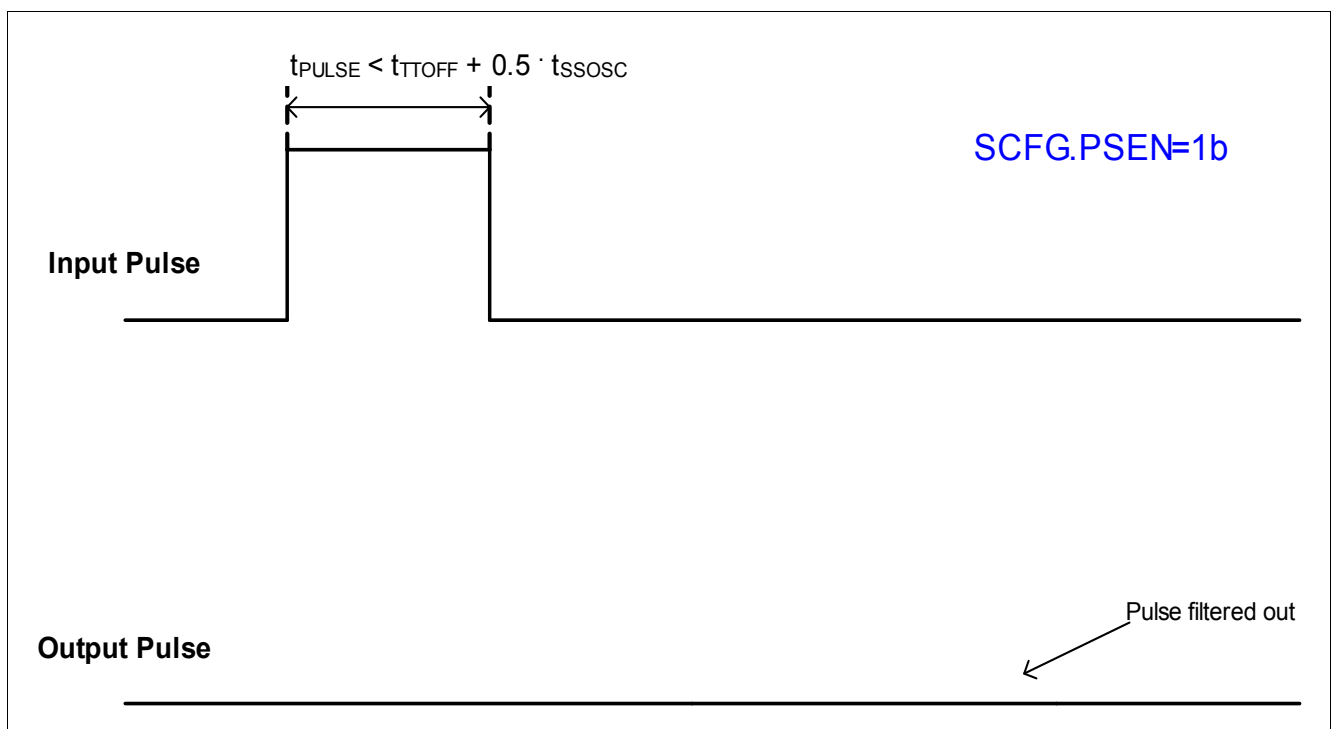 tPULSE < tTTOFF + 0.5 · tSSOSC
SCFG.PSEN=1b
Input Pulse
Pulse filtered out
Output Pulse